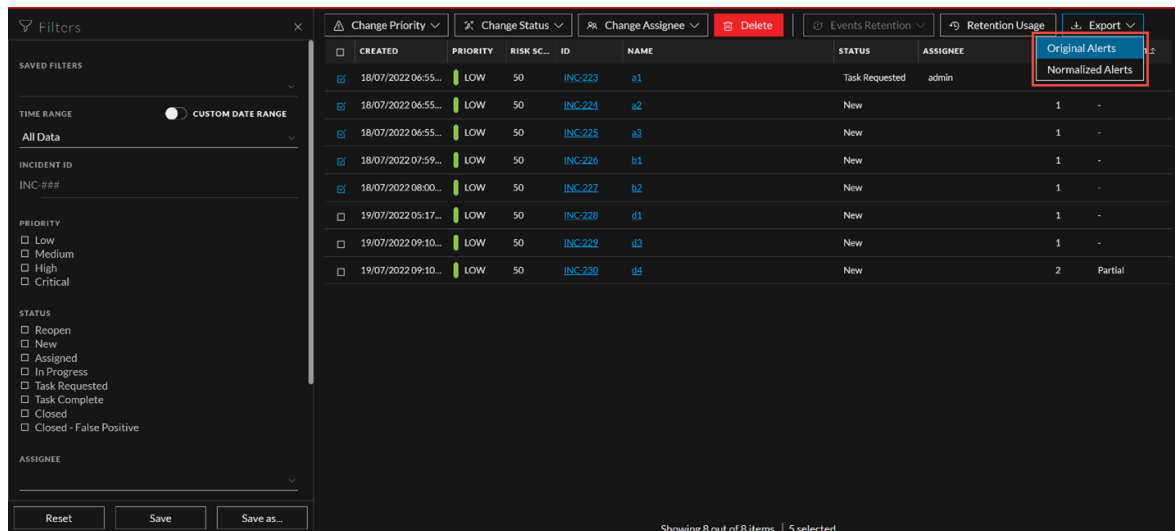 Filters
SAVED FILTERS
TIME RANGE CUSTOM DATE RANGE
All Data
INCIDENT ID
INC-###
PRIORITY
Low
Medium
High
Critical
STATUS
Reopen
New
Assigned
In Progress
Task Requested
Task Complete
Closed
Closed - False Positive
ASSIGNEE
Reset Save Save as...
Change Priority Change Status Change Assignee Delete Events Retention Retention Usage Export
Original Alerts
Normalized Alerts
CREATED PRIORITY RISK SC... ID NAME STATUS ASSIGNEE
18/07/2022 06:55... LOW 50 INC-223 a1 Task Requested admin
18/07/2022 06:55... LOW 50 INC-224 a2 New 1 -
18/07/2022 06:55... LOW 50 INC-225 a3 New 1 -
18/07/2022 07:59... LOW 50 INC-226 b1 New 1 -
18/07/2022 08:00... LOW 50 INC-227 b2 New 1 -
19/07/2022 05:17... LOW 50 INC-228 d1 New 1 -
19/07/2022 09:10... LOW 50 INC-229 d3 New 1 -
19/07/2022 09:10... LOW 50 INC-230 d4 New 2 Partial
Showing 8 out of 8 items | 5 selected